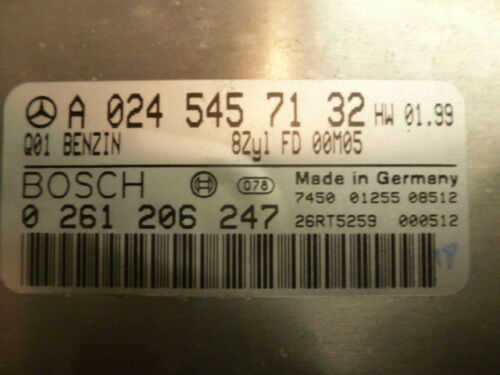 A 024 545 71 32 HW 01.99
Q01 BENZIN 8Zyl FD 00M05
BOSCH 078 Made in Germany
7450 01255 08512
0 261 206 247 26RT5259 000512